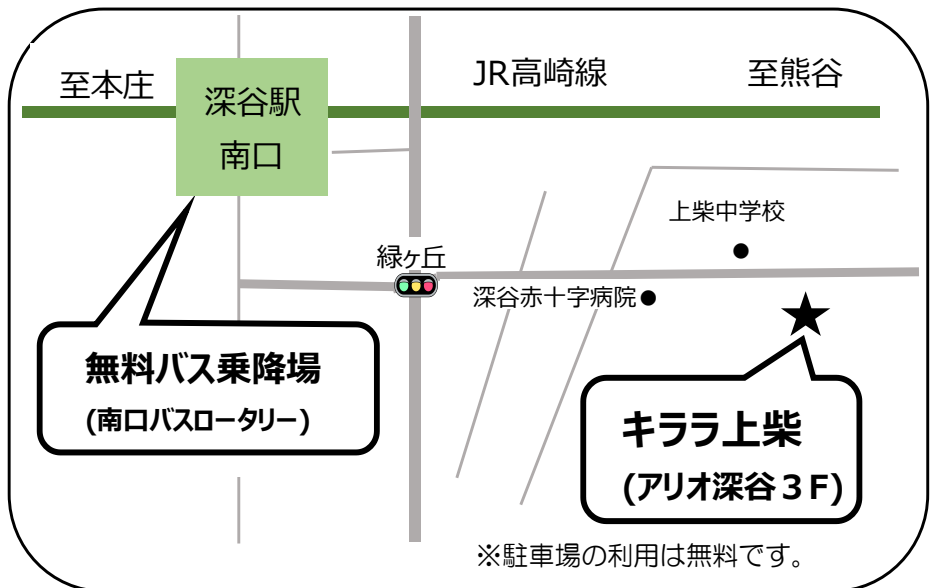 至本庄
深谷駅
南口
JR高崎線
至熊谷
上柴中学校
緑ヶ丘
深谷赤十字病院
無料バス乗降場
(南口バスロータリー)
キララ上柴
(アリオ深谷３F)
※駐車場の利用は無料です。